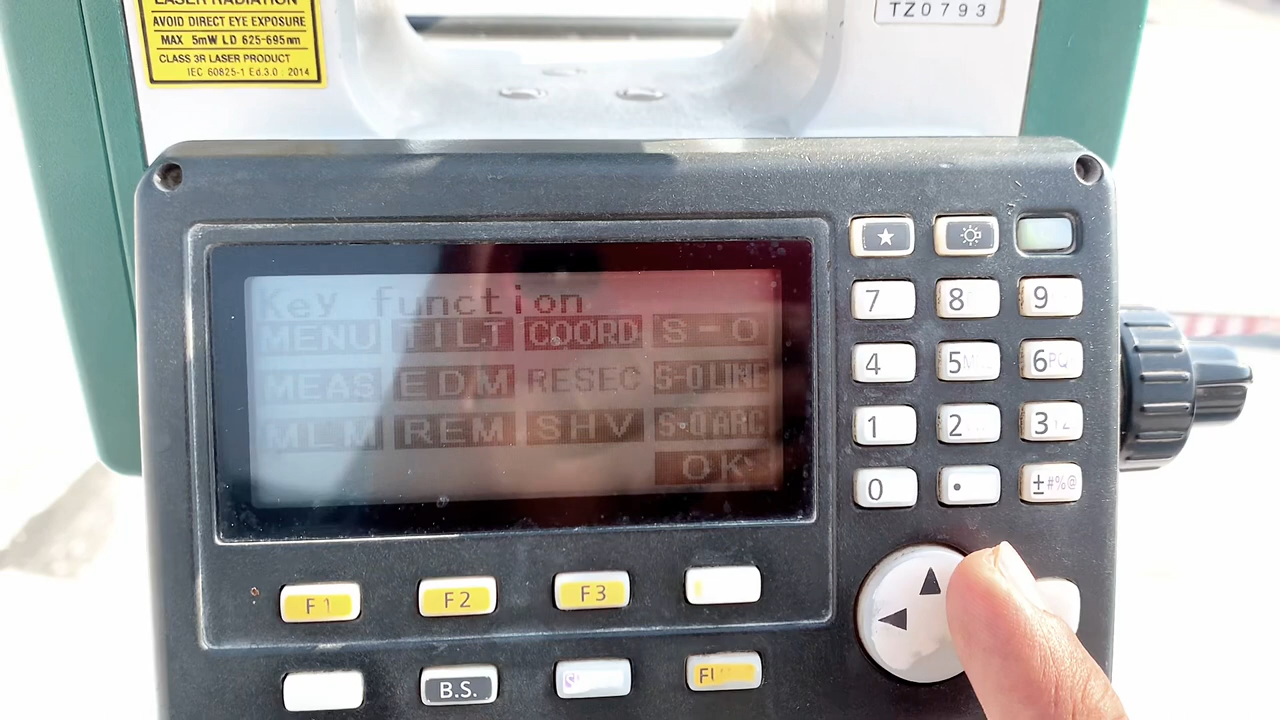 LASER RADIATION
AVOID DIRECT EYE EXPOSURE
MAX 5mW LD 625-695nm
CLASS 3R LASER PRODUCT
IEC 60825-1 Ed.3.0 : 2014
TZ0793
Key function
MENU TILT COORD S-O
MEAS EDM RESEC S-O LINE
MLM REM SHV S-O ARC
OK
7 8 9
4 5 6PQ
1 2 3
0 . ±#%@
F1 F2 F3
B.S.